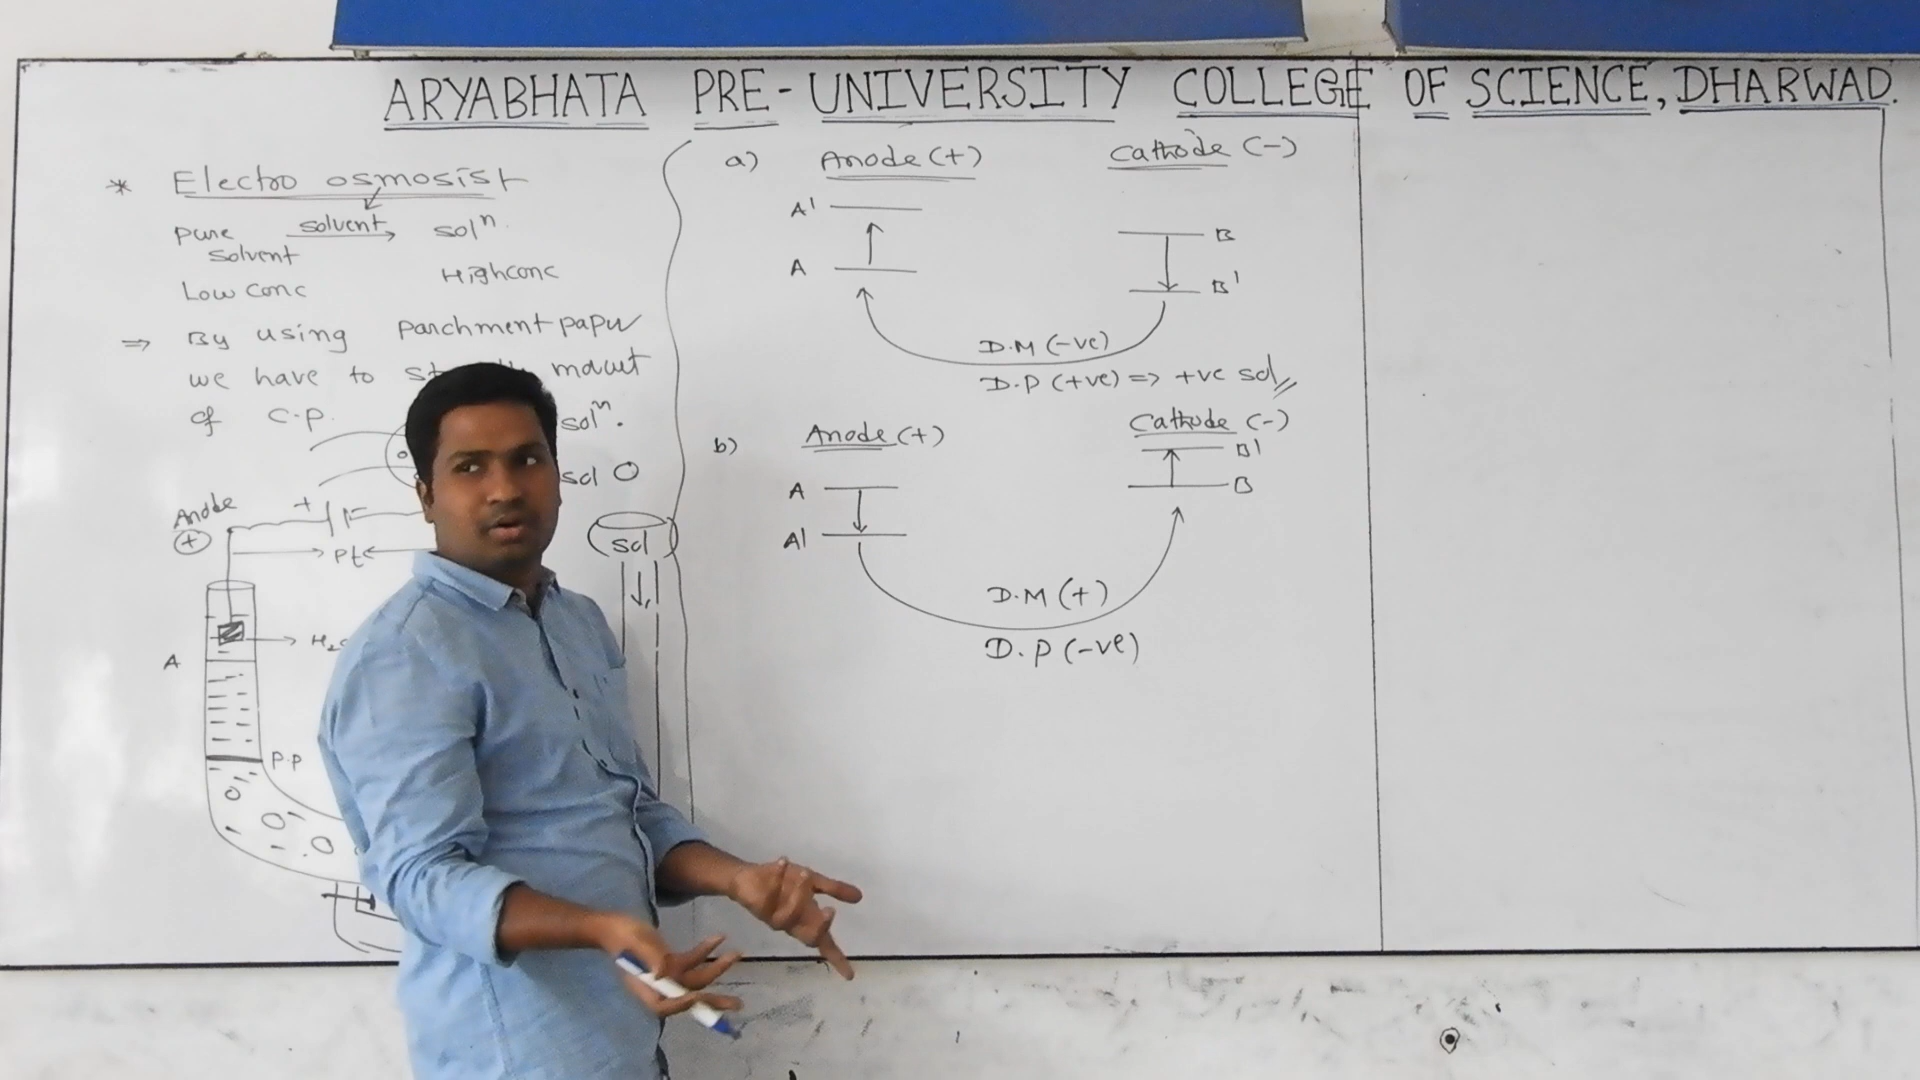 ARYABHATA PRE-UNIVERSITY COLLEGE OF SCIENCE, DHARWAD.
* Electro osmosist
Pure solvent soln.
solvent
Low conc Highconc
⇒ By using Parchment
we have to
of C.P. soln.
sol
Anode
+
+
Pt
sol
A
P.P
a) Anode (+) Cathode (-)
A'
B
A
B'
D.M (-ve)
D.P (+ve) => +ve sol
b) Anode (+) Cathode (-)
B'
A B
A'
D.M (+)
D.P (-ve)